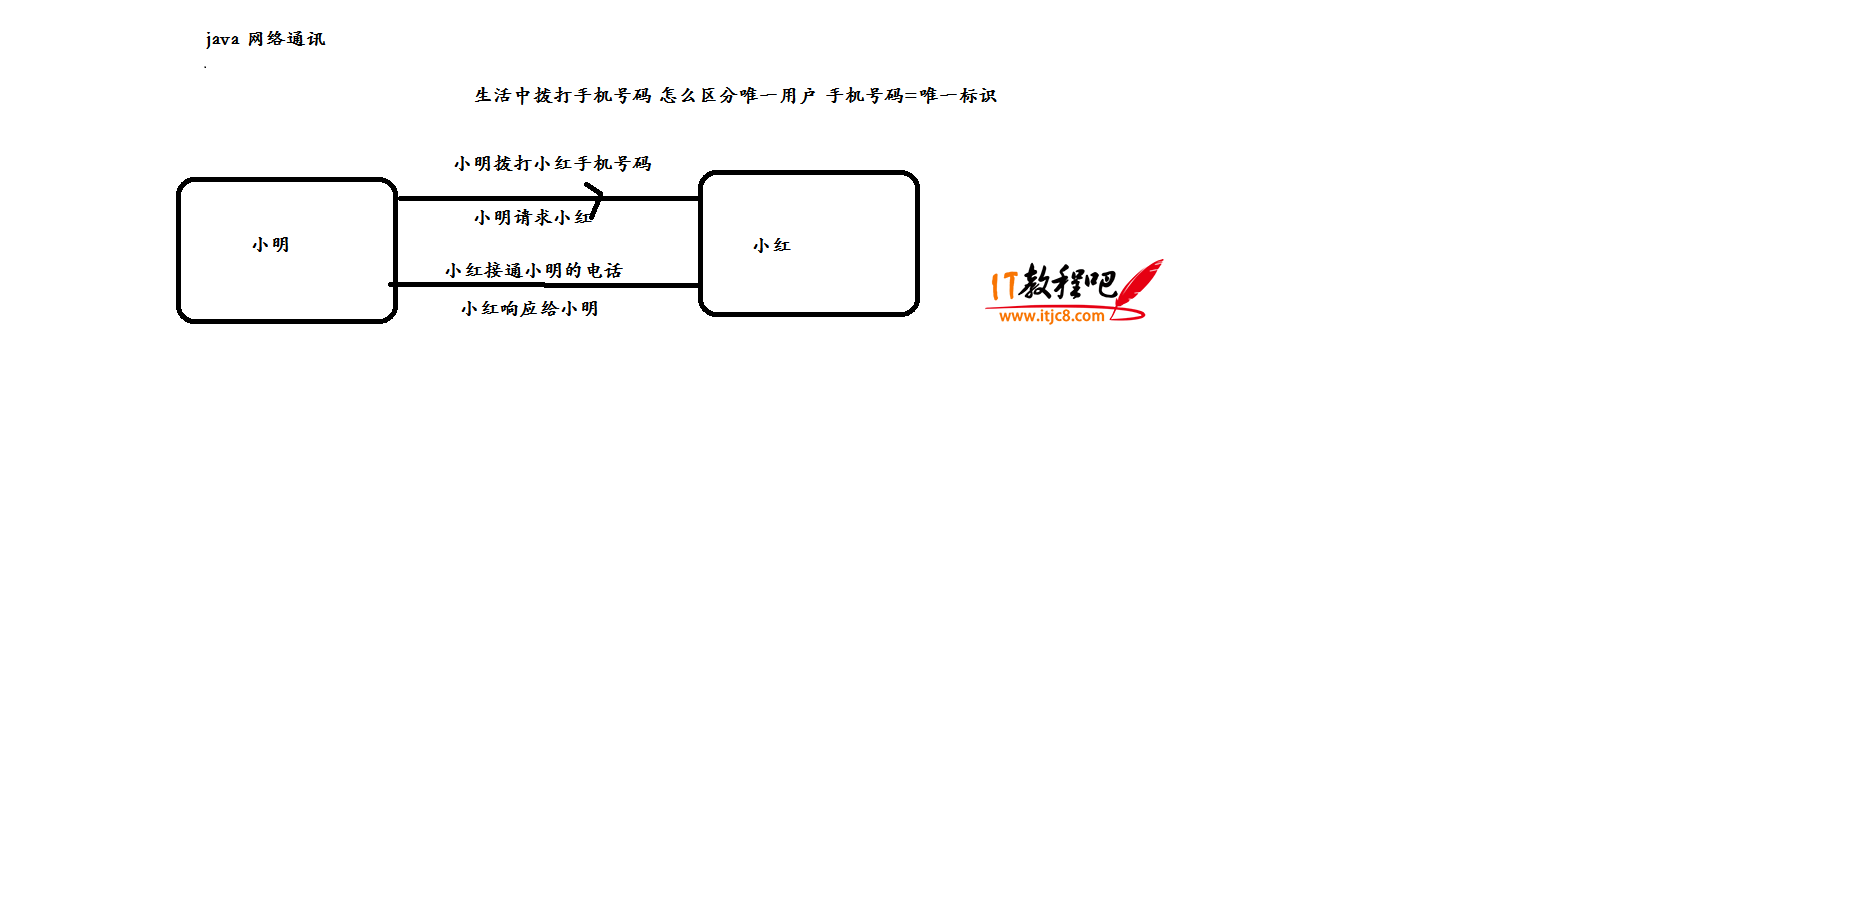 java 网络通讯
生活中拨打手机号码 怎么区分唯一用户 手机号码=唯一标识
小明拨打小红手机号码
小明请求小红
小明
小红
小红接通小明的电话
小红响应给小明
IT教程吧
www.itjc8.com